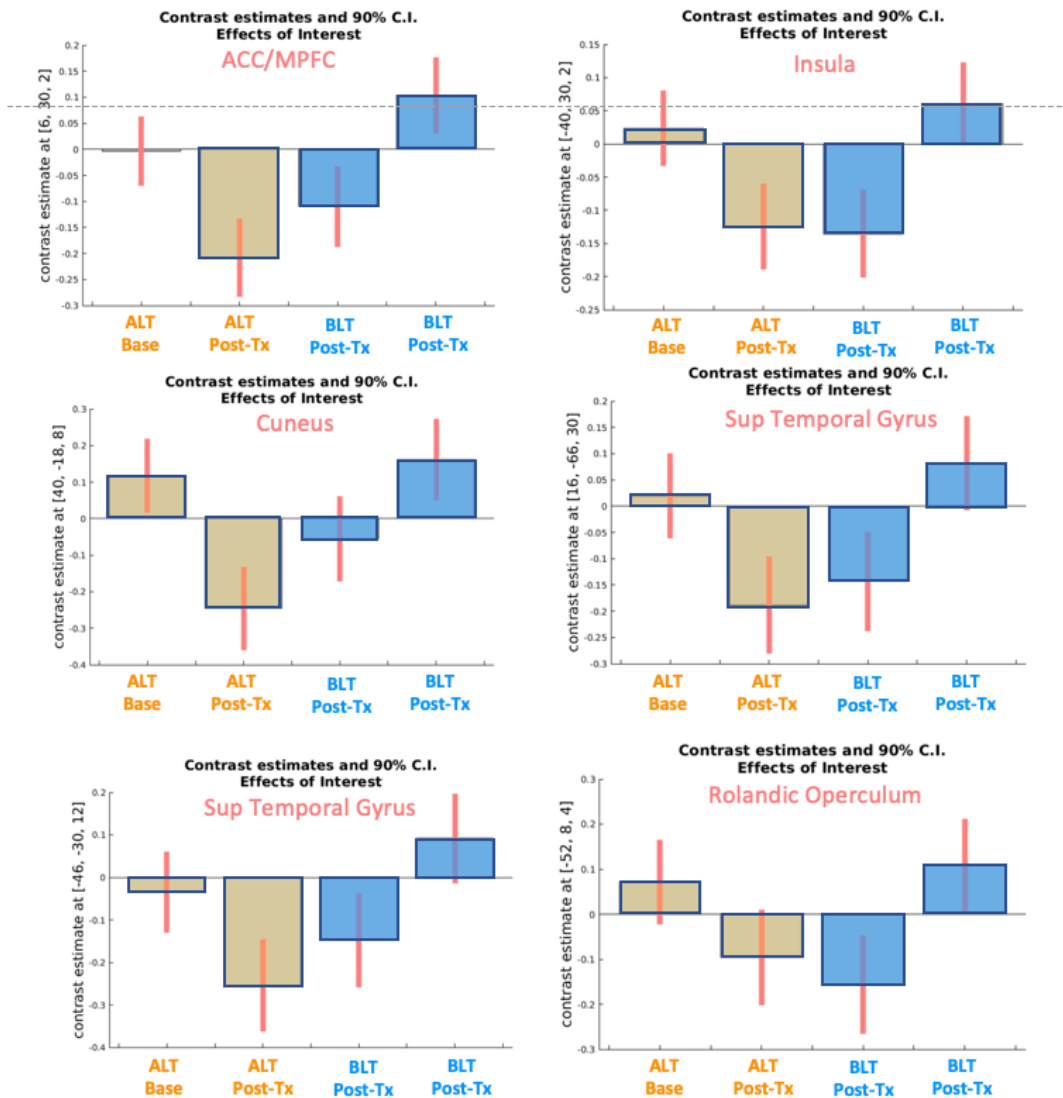 Contrast estimates and 90% C.I.
Effects of Interest
ACC/MPFC
contrast estimate at [6, 30, 2]
0.2
0.15
0.1
0.05
0
-0.05
-0.1
-0.15
-0.2
-0.25
-0.3
ALT
Base
ALT
Post-Tx
BLT
Post-Tx
BLT
Post-Tx
Contrast estimates and 90% C.I.
Effects of Interest
Insula
contrast estimate at [-40, 30, 2]
0.15
0.1
0.05
0
-0.05
-0.1
-0.15
-0.2
-0.25
ALT
Base
ALT
Post-Tx
BLT
Post-Tx
BLT
Post-Tx
Contrast estimates and 90% C.I.
Effects of Interest
Cuneus
contrast estimate at [40, -18, 8]
0.3
0.2
0.1
0
-0.1
-0.2
-0.3
-0.4
ALT
Base
ALT
Post-Tx
BLT
Post-Tx
BLT
Post-Tx
Contrast estimates and 90% C.I.
Effects of Interest
Sup Temporal Gyrus
contrast estimate at [16, -66, 30]
0.2
0.15
0.1
0.05
0
-0.05
-0.1
-0.15
-0.2
-0.25
-0.3
ALT
Base
ALT
Post-Tx
BLT
Post-Tx
BLT
Post-Tx
Contrast estimates and 90% C.I.
Effects of Interest
Sup Temporal Gyrus
contrast estimate at [-46, -30, 12]
0.2
0.1
0
-0.1
-0.2
-0.3
-0.4
ALT
Base
ALT
Post-Tx
BLT
Post-Tx
BLT
Post-Tx
Contrast estimates and 90% C.I.
Effects of Interest
Rolandic Operculum
contrast estimate at [-52, 8, 4]
0.3
0.2
0.1
0
-0.1
-0.2
-0.3
ALT
Base
ALT
Post-Tx
BLT
Post-Tx
BLT
Post-Tx